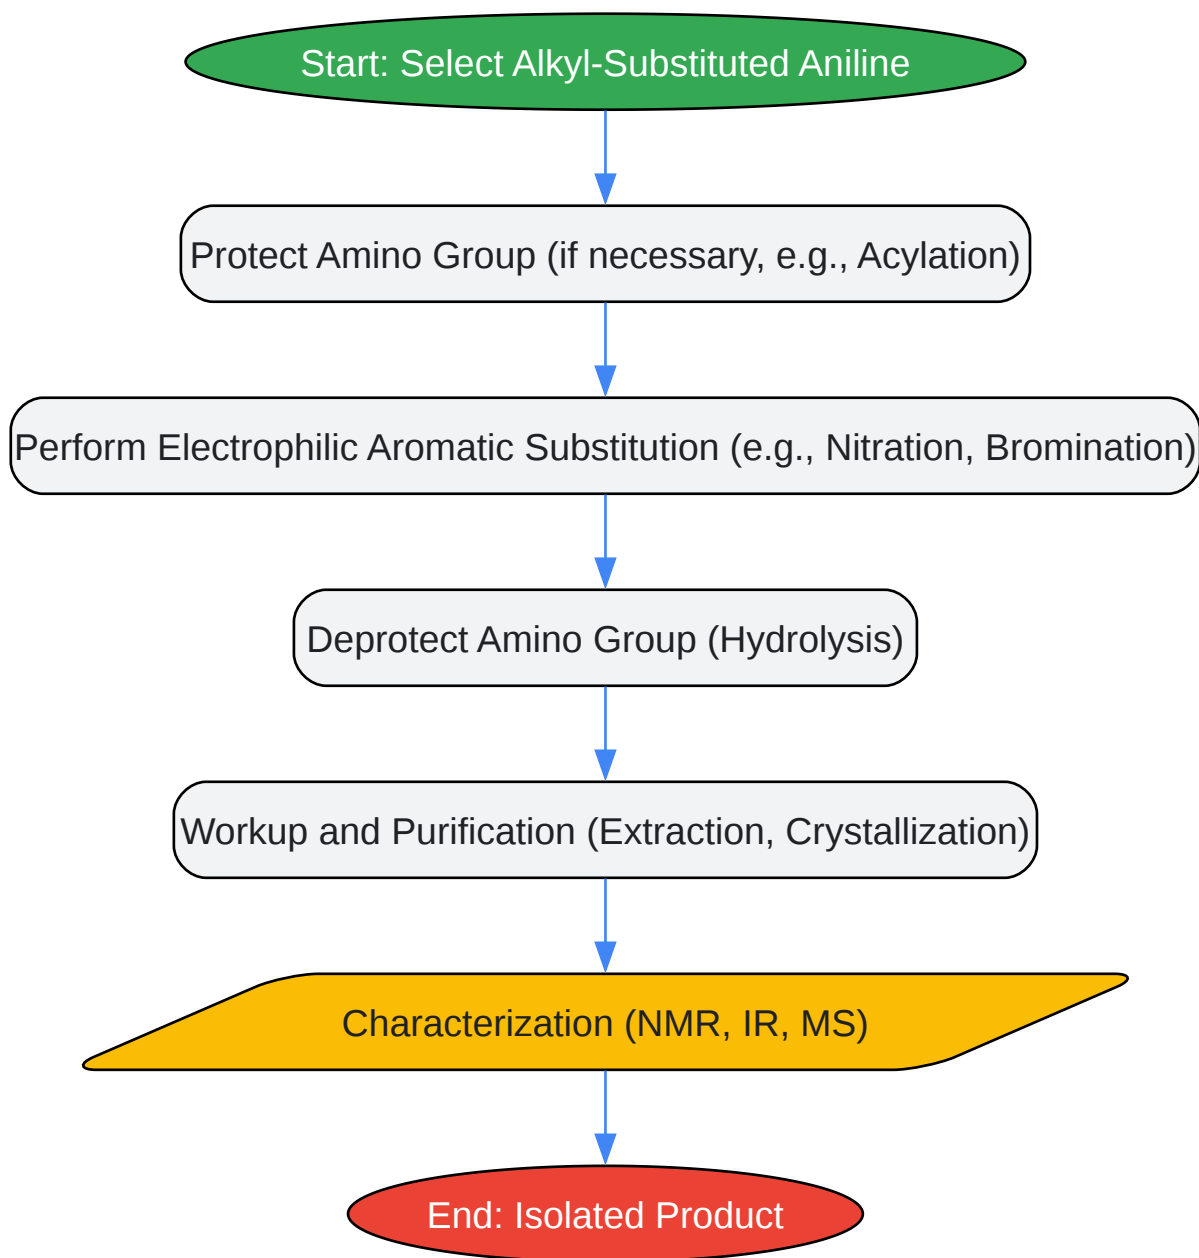 Start: Select Alkyl-Substituted Aniline
Protect Amino Group (if necessary, e.g., Acylation)
Perform Electrophilic Aromatic Substitution (e.g., Nitration, Bromination)
Deprotect Amino Group (Hydrolysis)
Workup and Purification (Extraction, Crystallization)
Characterization (NMR, IR, MS)
End: Isolated Product